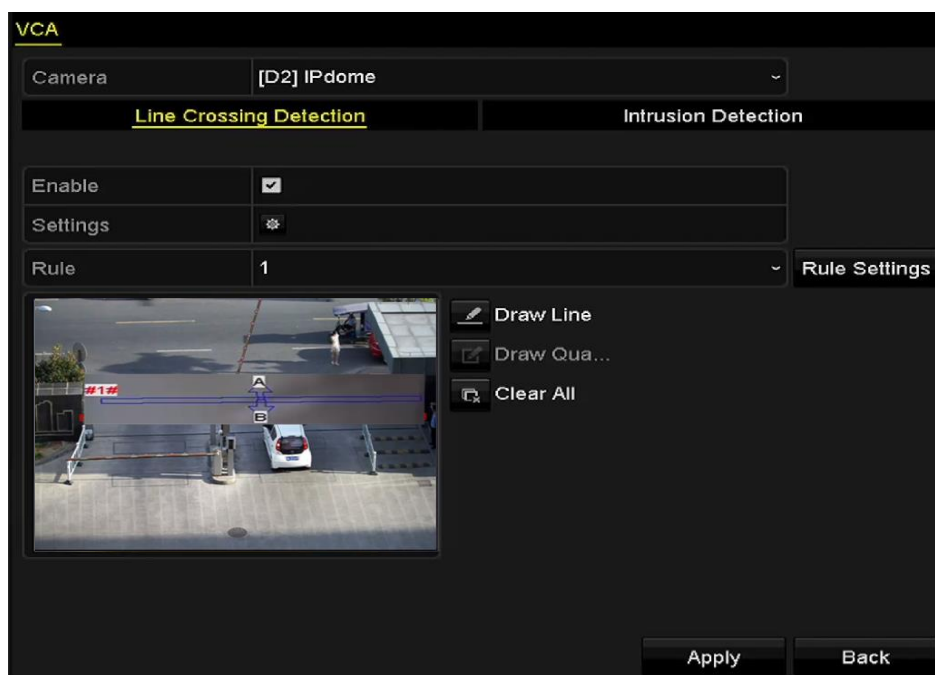 VCA
Camera [D2] IPdome
Line Crossing Detection Intrusion Detection
Enable
Settings
Rule 1 Rule Settings
Draw Line
Draw Qua...
Clear All
#1#
A
B
Apply Back